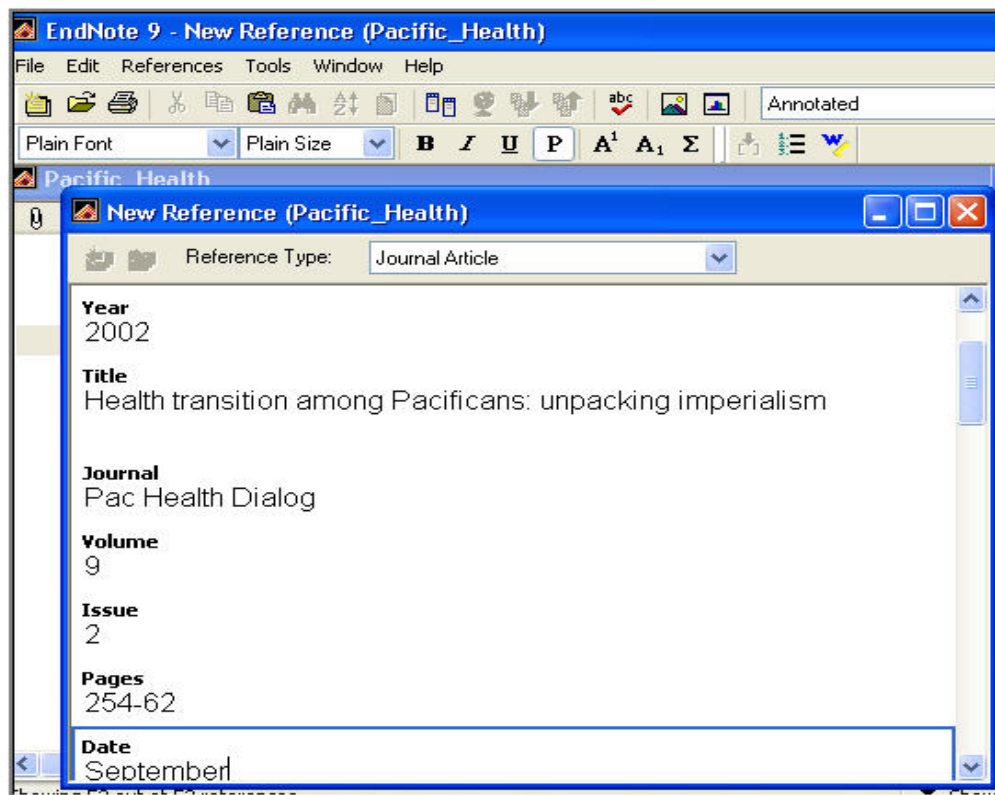 EndNote 9 - New Reference (Pacific_Health)
File Edit References Tools Window Help
abc Annotated
Plain Font Plain Size B I U P A¹ A₁ Σ
Pacific_Health
New Reference (Pacific_Health)
Reference Type: Journal Article
Year
2002
Title
Health transition among Pacificans: unpacking imperialism
Journal
Pac Health Dialog
Volume
9
Issue
2
Pages
254-62
Date
September